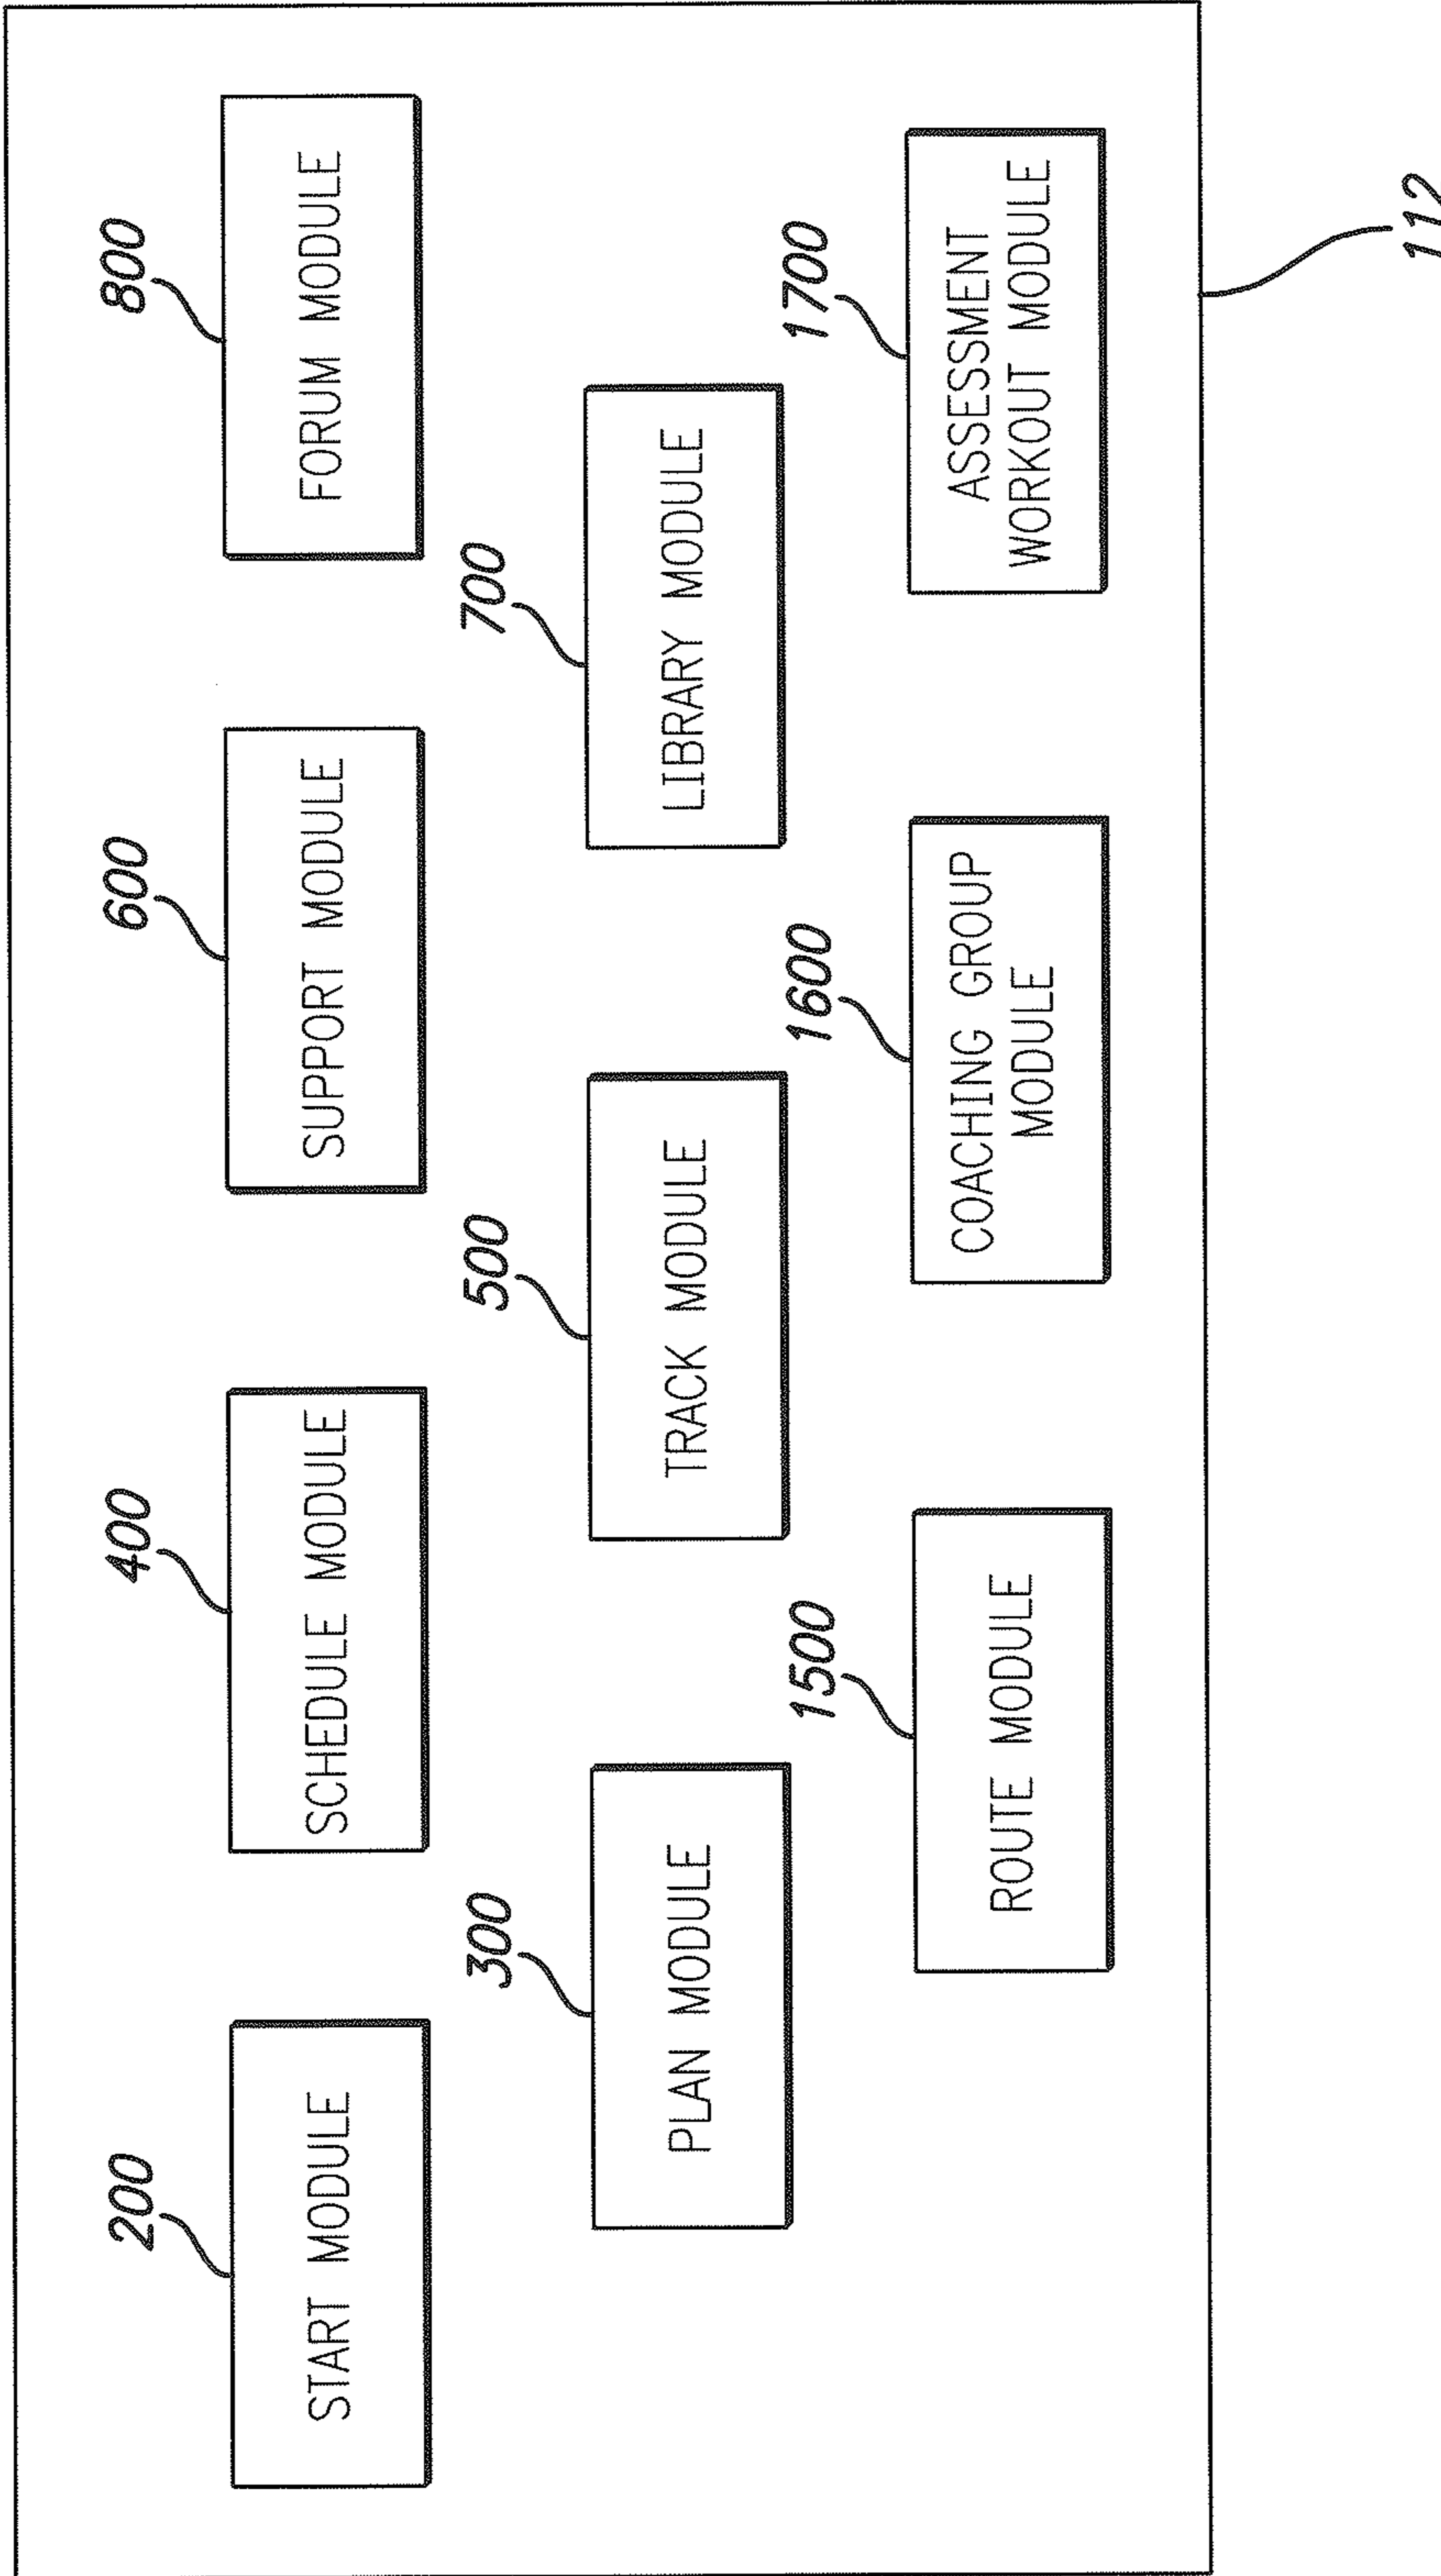 200
START MODULE
400
SCHEDULE MODULE
600
SUPPORT MODULE
800
FORUM MODULE
300
PLAN MODULE
500
TRACK MODULE
700
LIBRARY MODULE
1500
ROUTE MODULE
1600
COACHING GROUP
MODULE
1700
ASSESSMENT
WORKOUT MODULE
112